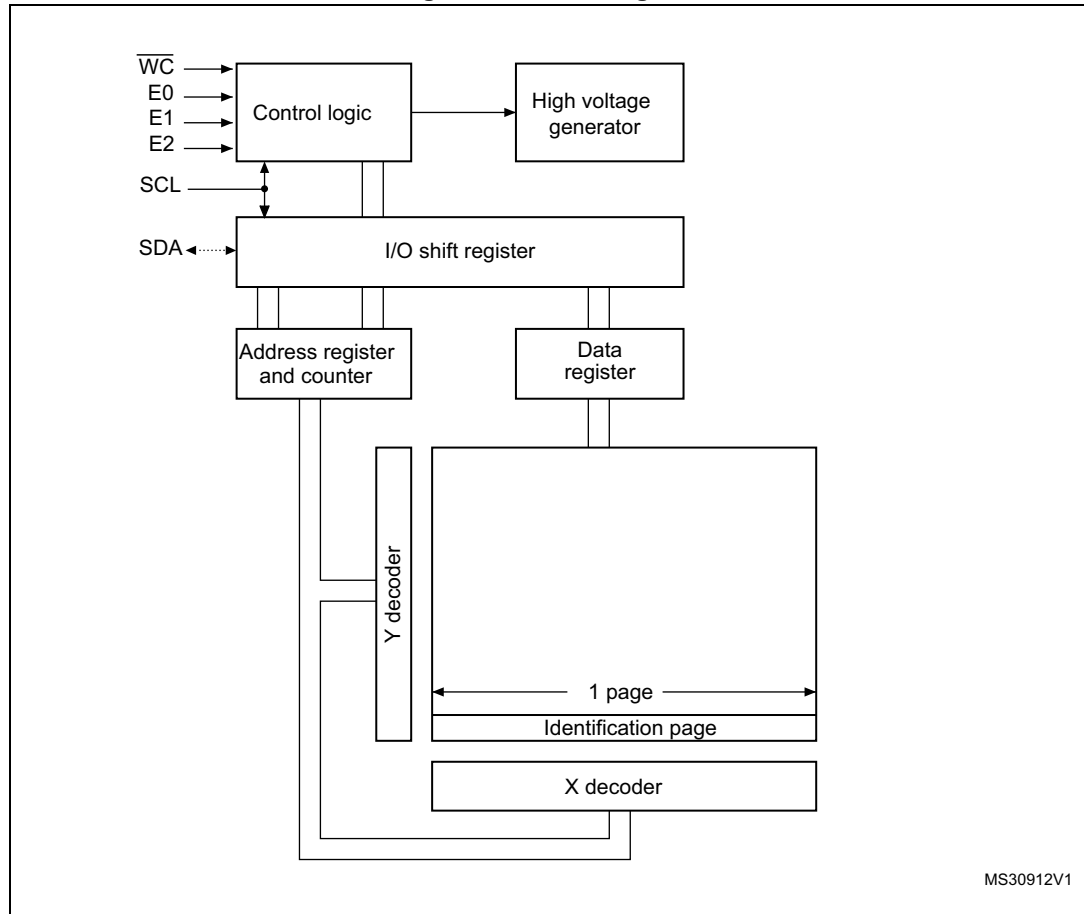 W̅C̅
E0
E1
E2
SCL
SDA
Control logic
High voltage
generator
I/O shift register
Address register
and counter
Data
register
Y decoder
1 page
Identification page
X decoder
MS30912V1